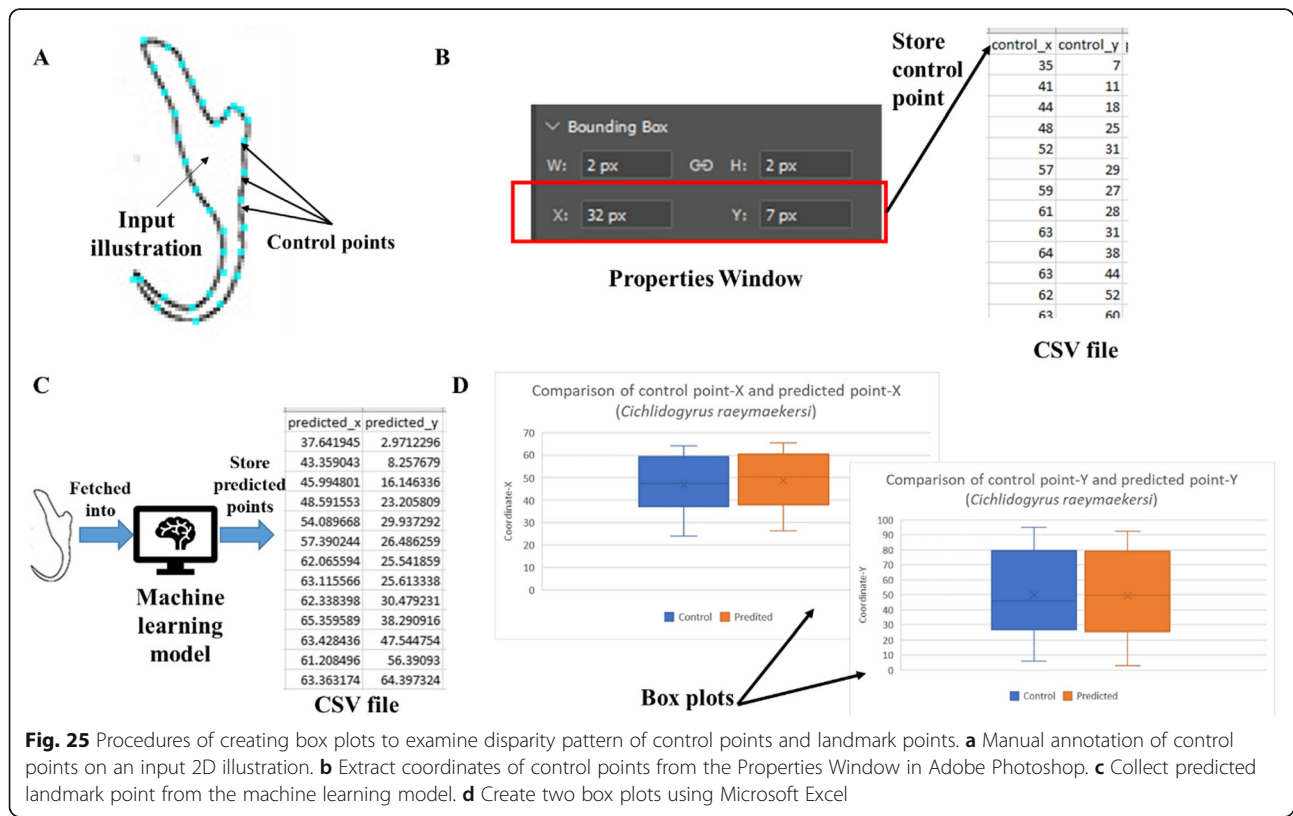 A
Input
illustration
Control points
B
Bounding Box
W: 2 px H: 2 px
X: 32 px Y: 7 px
Properties Window
Store
control
point
control_x control_y
35 7
41 11
44 18
48 25
52 31
57 29
59 27
61 28
63 31
64 38
63 44
62 52
63 60
CSV file
C
Fetched
into
Machine
learning
model
Store
predicted
points
predicted_x predicted_y
37.641945 2.9712296
43.359043 8.257679
45.994801 16.146336
48.591553 23.205809
54.089668 29.937292
57.390244 26.486259
62.065594 25.541859
63.115566 25.613338
62.338398 30.479231
65.359589 38.290916
63.428436 47.544754
61.208496 56.39093
63.363174 64.397324
CSV file
D
Comparison of control point-X and predicted point-X
(Cichlidogyrus raeymaekersi)
Coordinate-X
70
60
50
40
30
20
10
0
Control Predited
Comparison of control point-Y and predicted point-Y
(Cichlidogyrus raeymaekersi)
Coordinate-Y
100
90
80
70
60
50
40
30
20
10
0
Control Predicted
Box plots
Fig. 25 Procedures of creating box plots to examine disparity pattern of control points and landmark points. a Manual annotation of control
points on an input 2D illustration. b Extract coordinates of control points from the Properties Window in Adobe Photoshop. c Collect predicted
landmark point from the machine learning model. d Create two box plots using Microsoft Excel